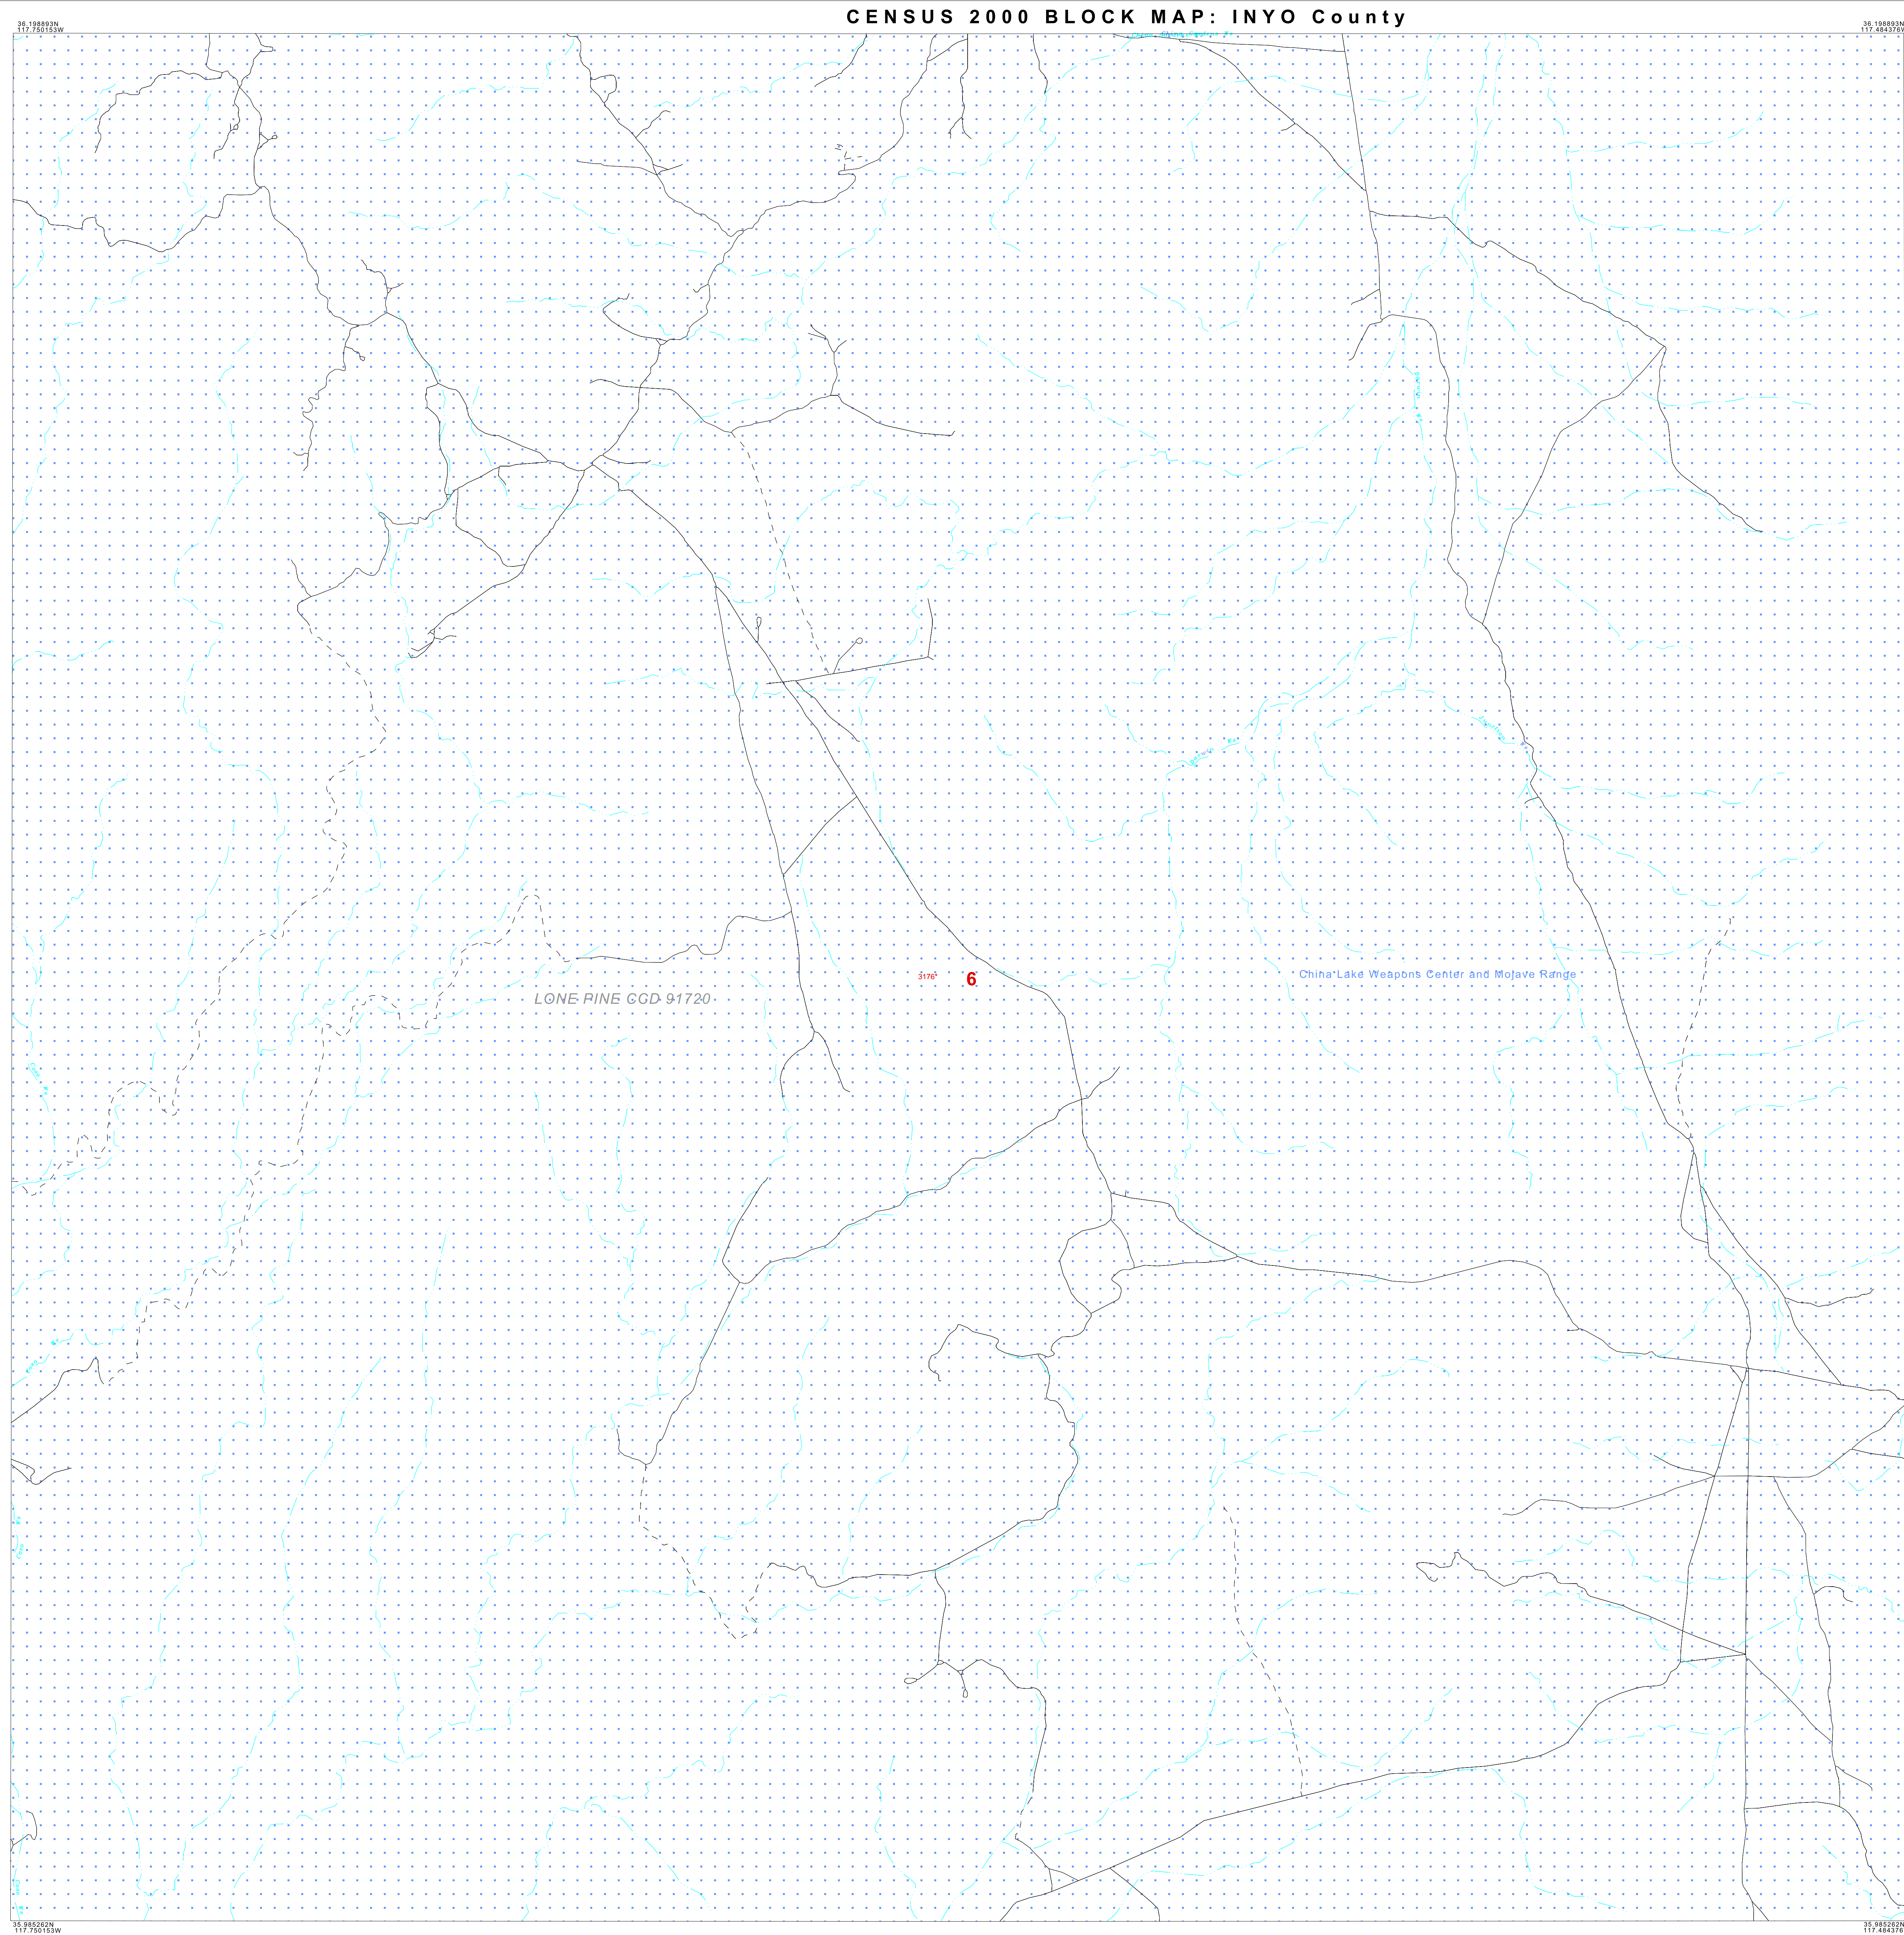 CENSUS 2000 BLOCK MAP: INYO County
36.198893N
117.750153W
36.198893N
117.484376W
China Lake Weapons Center and Mojave Range
3176*
6
LONE PINE CCD 91720
35.985262N
117.750153W
35.985262N
117.484376